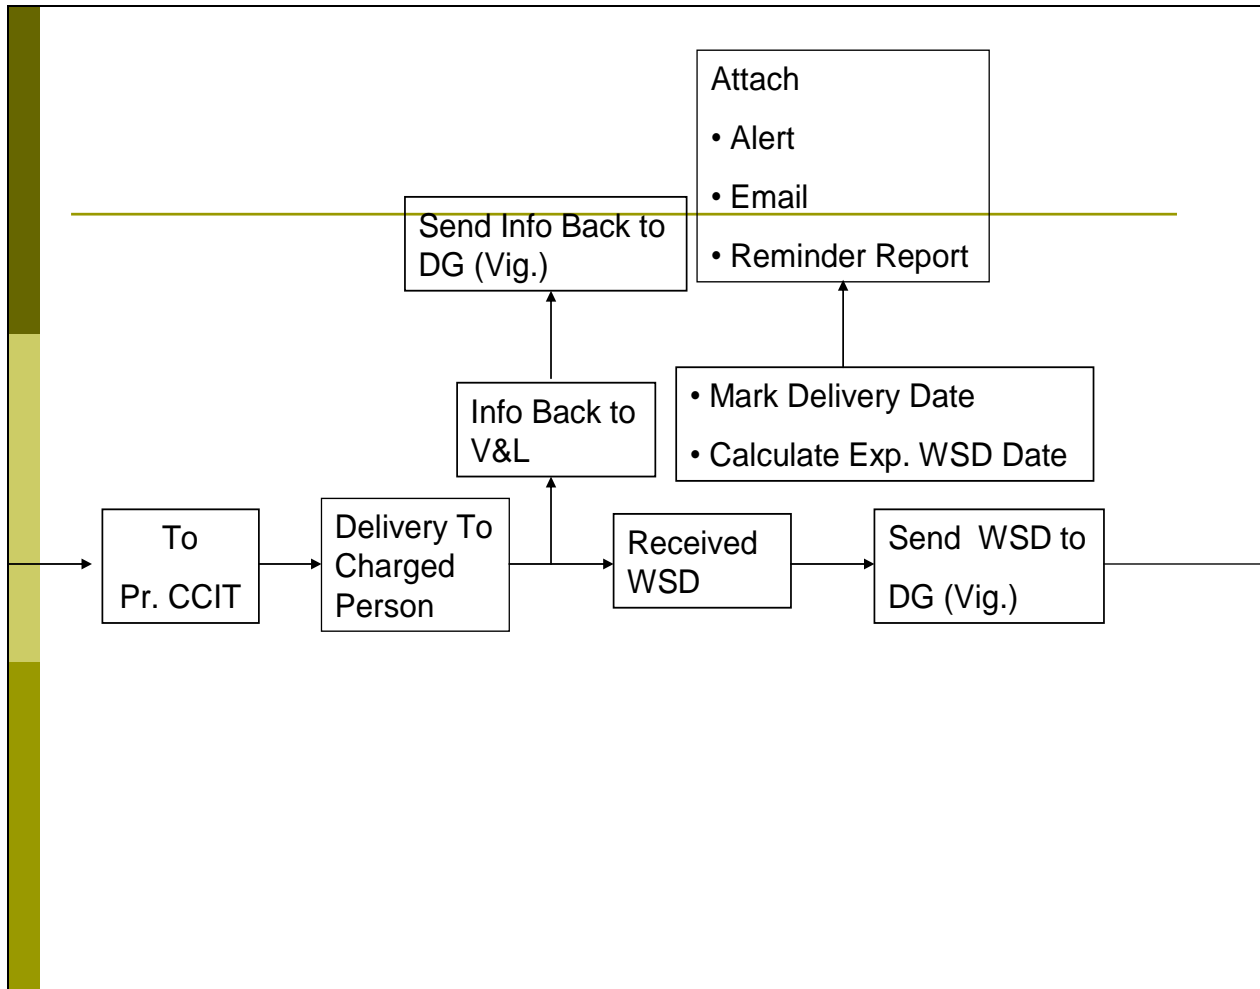 Attach
• Alert
• Email
• Reminder Report
Send Info Back to
DG (Vig.)
Info Back to
V&L
• Mark Delivery Date
• Calculate Exp. WSD Date
To
Pr. CCIT
Delivery To
Charged
Person
Received
WSD
Send WSD to
DG (Vig.)